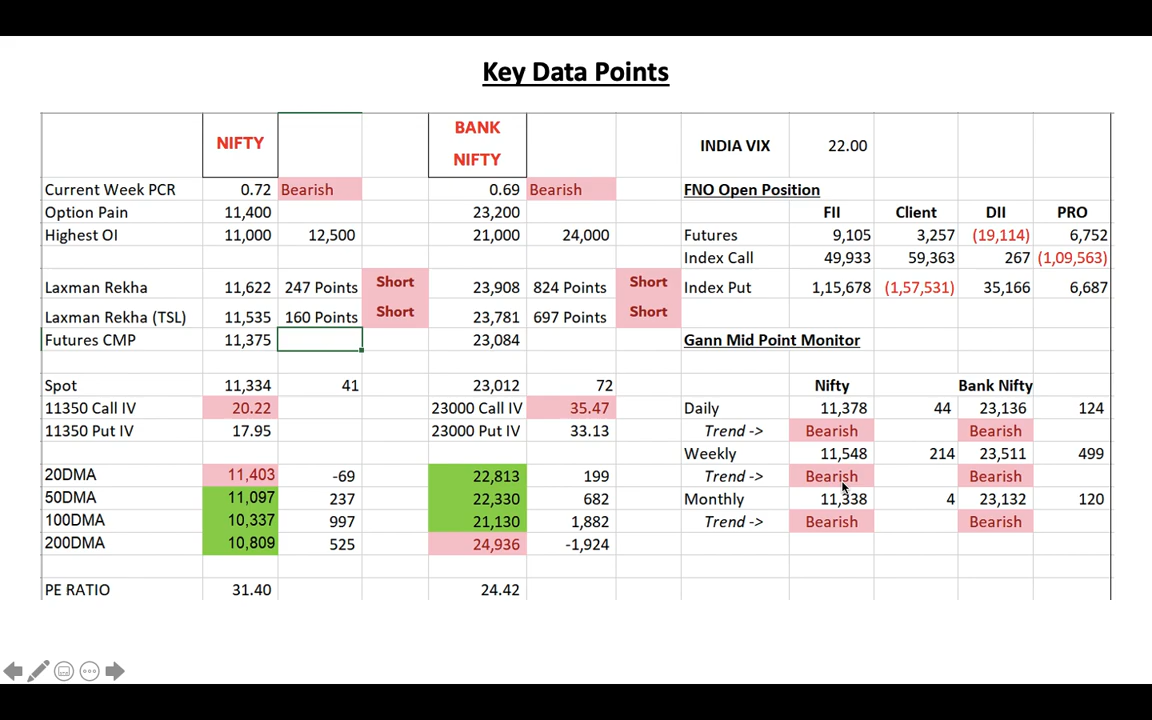 Key Data Points
NIFTY BANK NIFTY INDIA VIX 22.00
Current Week PCR 0.72 Bearish 0.69 Bearish FNO Open Position
Option Pain 11,400 23,200 FII Client DII PRO
Highest OI 11,000 12,500 21,000 24,000 Futures 9,105 3,257 (19,114) 6,752
Index Call 49,933 59,363 267 (1,09,563)
Laxman Rekha 11,622 247 Points Short 23,908 824 Points Short Index Put 1,15,678 (1,57,531) 35,166 6,687
Laxman Rekha (TSL) 11,535 160 Points Short 23,781 697 Points Short
Futures CMP 11,375 23,084 Gann Mid Point Monitor
Spot 11,334 41 23,012 72 Nifty Bank Nifty
11350 Call IV 20.22 23000 Call IV 35.47 Daily 11,378 44 23,136 124
11350 Put IV 17.95 23000 Put IV 33.13 Trend -> Bearish Bearish
Weekly 11,548 214 23,511 499
20DMA 11,403 -69 22,813 199 Trend -> Bearish Bearish
50DMA 11,097 237 22,330 682 Monthly 11,338 4 23,132 120
100DMA 10,337 997 21,130 1,882 Trend -> Bearish Bearish
200DMA 10,809 525 24,936 -1,924
PE RATIO 31.40 24.42